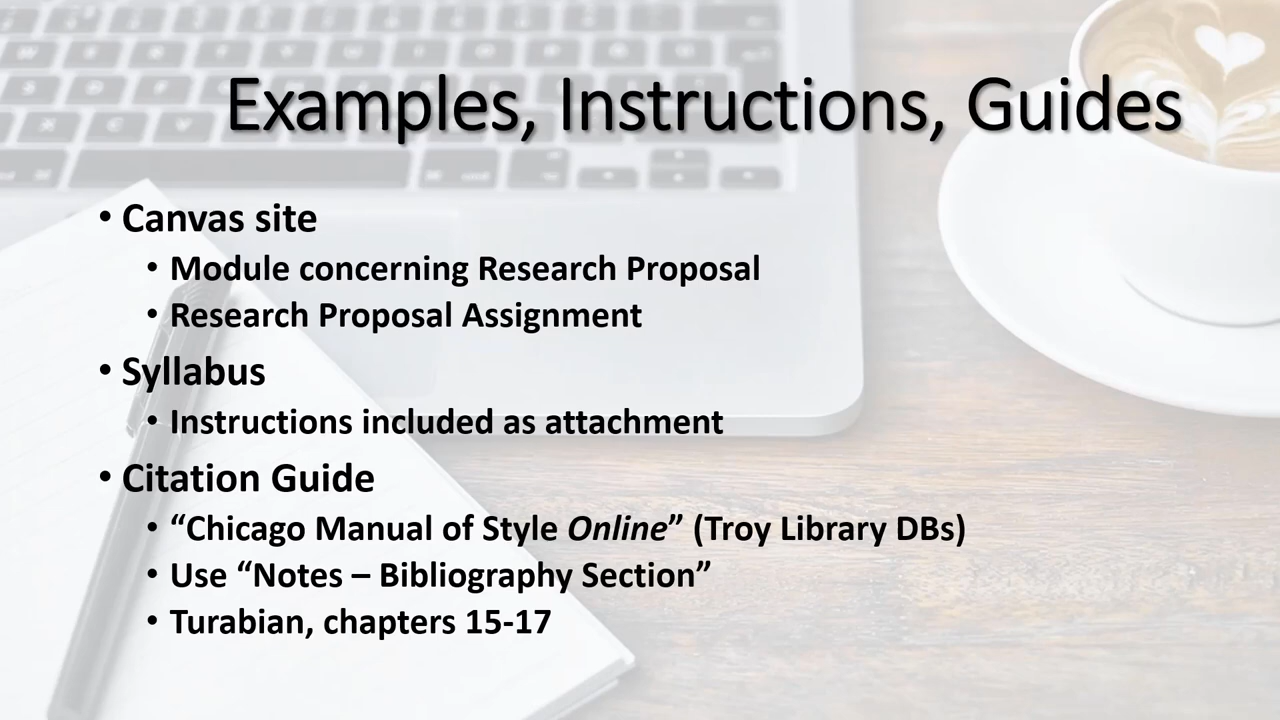 Examples, Instructions, Guides
• Canvas site
• Module concerning Research Proposal
• Research Proposal Assignment
• Syllabus
• Instructions included as attachment
• Citation Guide
• “Chicago Manual of Style Online” (Troy Library DBs)
• Use “Notes – Bibliography Section”
• Turabian, chapters 15-17